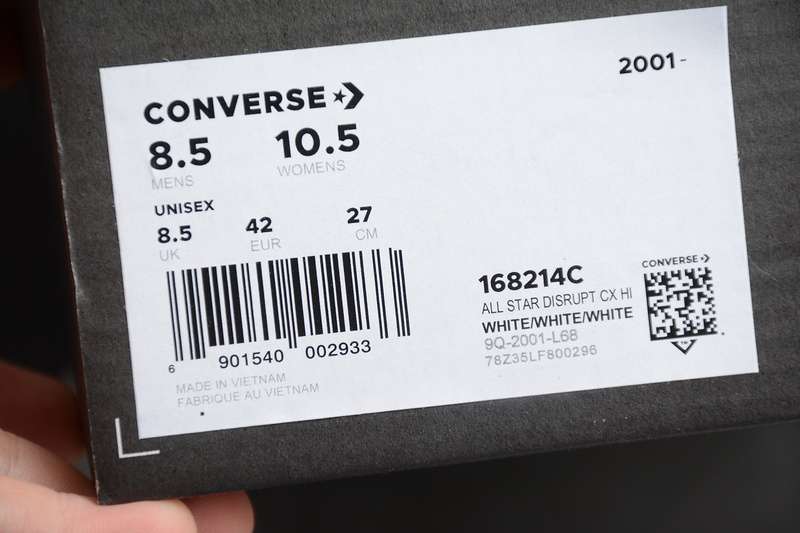 2001-
CONVERSE
8.5 10.5
MENS WOMENS
UNISEX
8.5 42 27
UK EUR CM
6 901540 002933
MADE IN VIETNAM
FABRIQUE AU VIETNAM
CONVERSE
168214C
ALL STAR DISRUPT CX HI
WHITE/WHITE/WHITE
9Q-2001-L68
78Z35LF800296